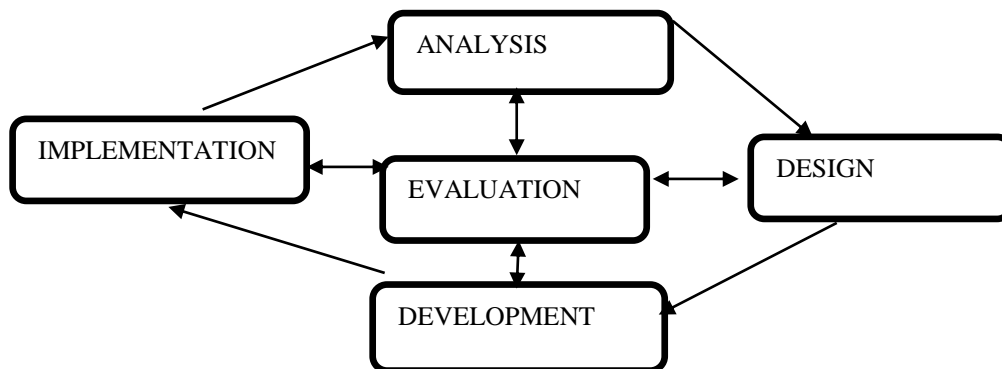 ANALYSIS
IMPLEMENTATION
DESIGN
EVALUATION
DEVELOPMENT